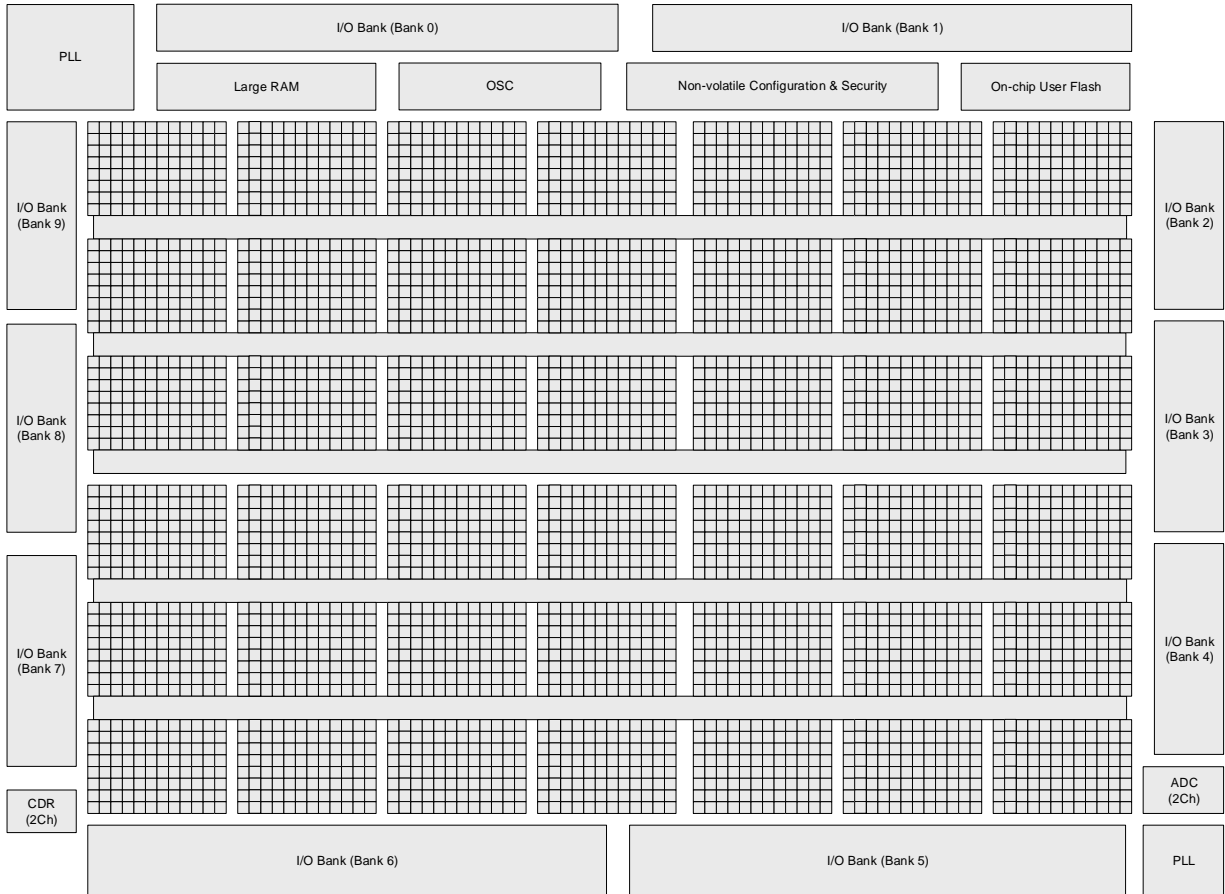 I/O Bank (Bank 0)
I/O Bank (Bank 1)
PLL
Large RAM
OSC
Non-volatile Configuration & Security
On-chip User Flash
I/O Bank
(Bank 9)
I/O Bank
(Bank 2)
I/O Bank
(Bank 8)
I/O Bank
(Bank 3)
I/O Bank
(Bank 7)
I/O Bank
(Bank 4)
CDR
(2Ch)
ADC
(2Ch)
I/O Bank (Bank 6)
I/O Bank (Bank 5)
PLL